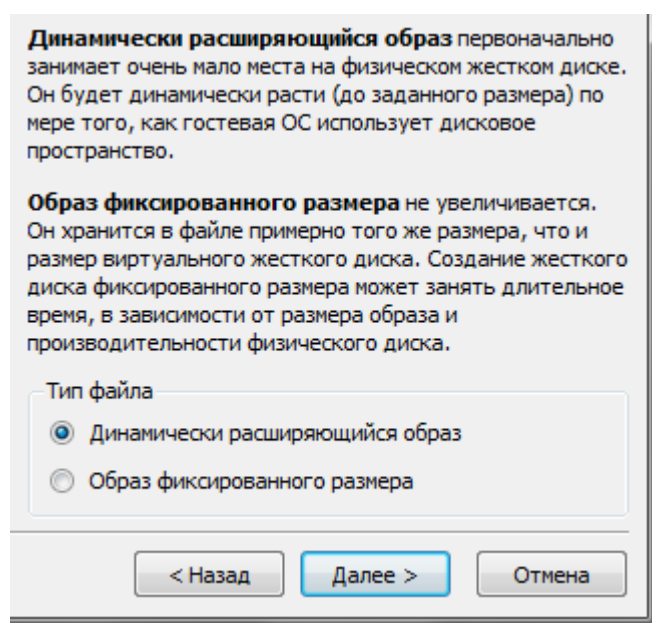 Динамически расширяющийся образ первоначально
занимает очень мало места на физическом жестком диске.
Он будет динамически расти (до заданного размера) по
мере того, как гостевая ОС использует дисковое
пространство.
Образ фиксированного размера не увеличивается.
Он хранится в файле примерно того же размера, что и
размер виртуального жесткого диска. Создание жесткого
диска фиксированного размера может занять длительное
время, в зависимости от размера образа и
производительности физического диска.
Тип файла
Динамически расширяющийся образ
Образ фиксированного размера
< Назад Далее > Отмена